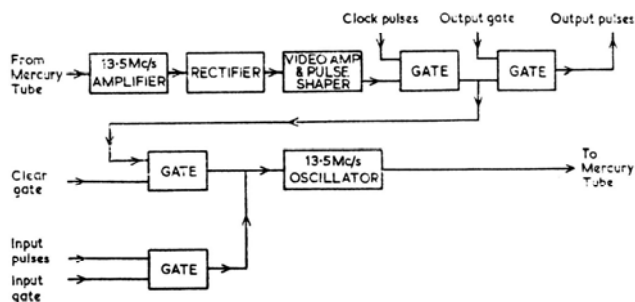 Clock pulses
Output gate
Output pulses
From
Mercury
Tube
13·5Mc/s
AMPLIFIER
RECTIFIER
VIDEO AMP
& PULSE
SHAPER
GATE
GATE
Clear
gate
GATE
13·5Mc/s
OSCILLATOR
To
Mercury
Tube
Input
pulses
Input
gate
GATE